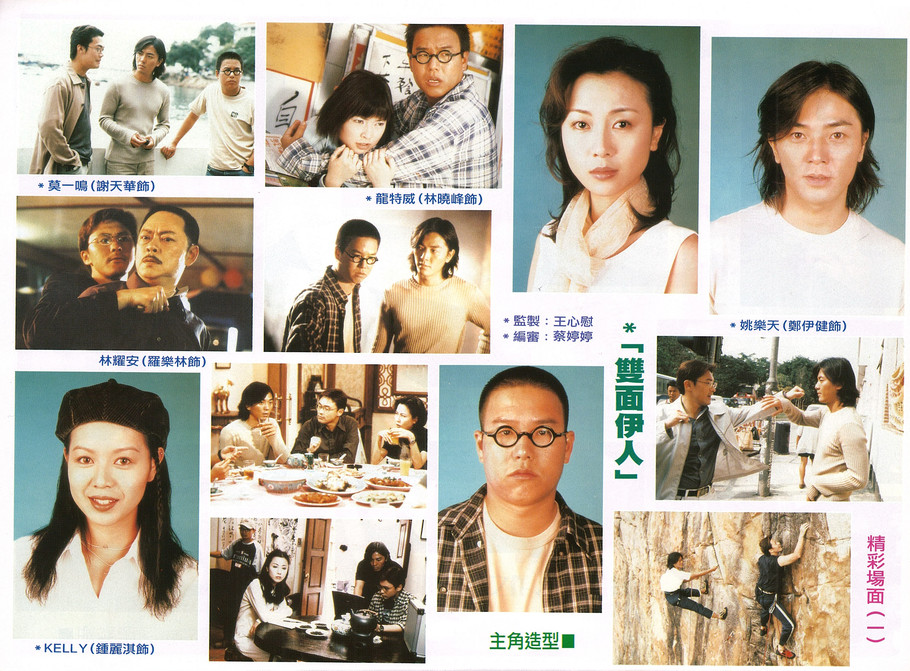 *莫一鳴(謝天華飾)
*龍特威(林曉峰飾)
林耀安(羅樂林飾)
*監製：王心慰
*編審：蔡婷婷
*「雙面伊人」
*姚樂天(鄭伊健飾)
*KELLY(鍾麗淇飾)
主角造型■
精彩場面(一)